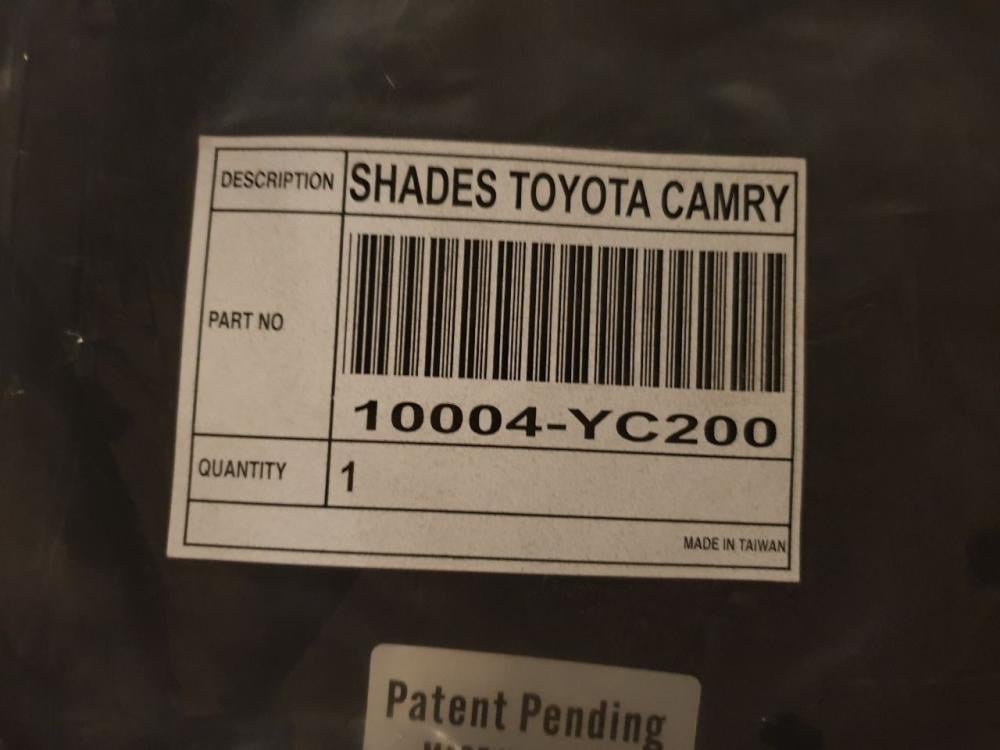 DESCRIPTION SHADES TOYOTA CAMRY
PART NO
10004-YC200
QUANTITY 1
MADE IN TAIWAN
Patent Pending